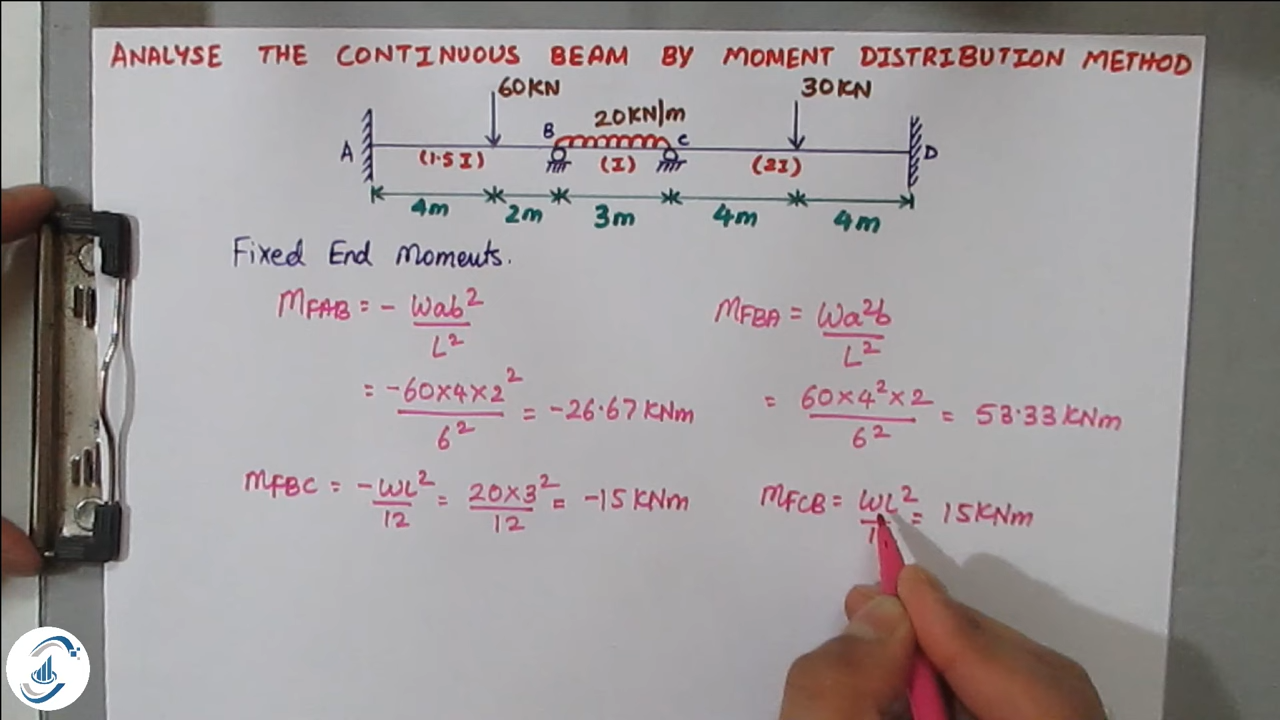 ANALYSE THE CONTINUOUS BEAM BY MOMENT DISTRIBUTION METHOD
60KN 30KN
20KN/m
A B C D
(1.5I) (I) (2I)
4m 2m 3m 4m 4m
Fixed End Moments.
MFAB = - Wab²/L² MFBA = Wa²b/L²
= -60×4×2²/6² = -26.67 KNm = 60×4²×2/6² = 53.33 KNm
MFBC = -WL²/12 = 20×3²/12 = -15 KNm MFCB = WL² = 15KNm